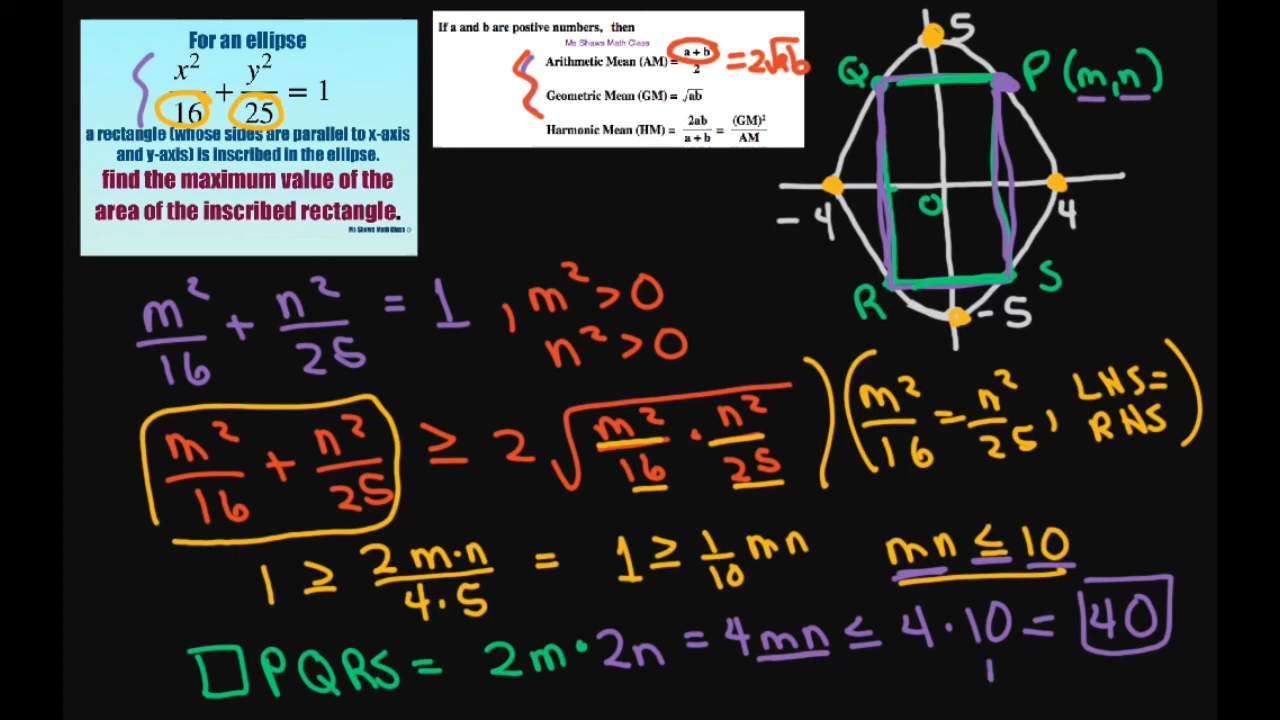 For an ellipse
x²/16 + y²/25 = 1
a rectangle (whose sides are parallel to x-axis
and y-axis) is inscribed in the ellipse.
find the maximum value of the
area of the inscribed rectangle.
Ms Shaws Math Class
If a and b are postive numbers, then
Ms Shaws Math Class
Arithmetic Mean (AM) = a + b/2 = 2√ab
Geometric Mean (GM) = √ab
Harmonic Mean (HM) = 2ab/a + b = (GM)²/AM
5
Q P (m,n)
O
-4 4
R S
-5
m²/16 + n²/25 = 1 , m² > 0
n² > 0
m²/16 + n²/25 ≥ 2√m²/16 · n²/25 ) ( m²/16 = n²/25 , LHS = RHS )
1 ≥ 2m·n/4·5 = 1 ≥ 1/10 mn mn ≤ 10
□ PQRS = 2m · 2n = 4mn ≤ 4·10 = 40